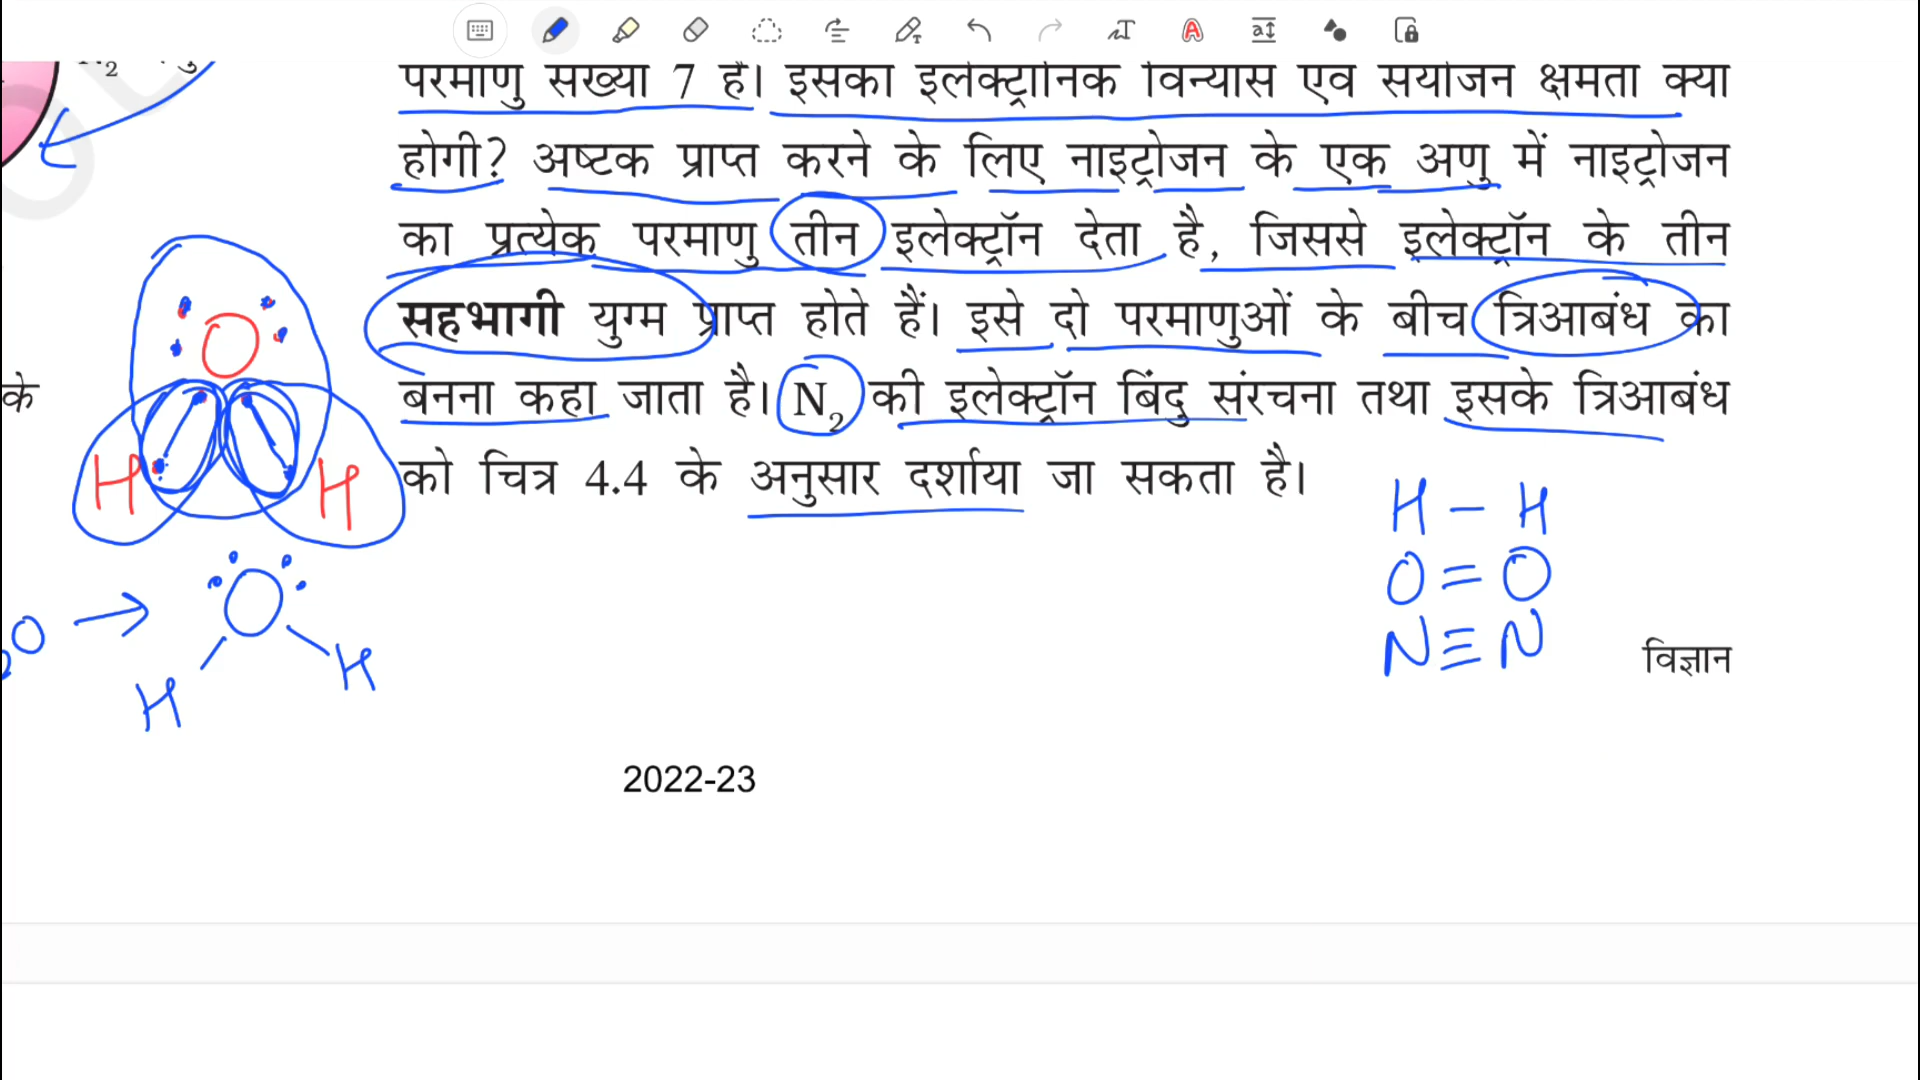 परमाणु संख्या 7 है। इसका इलेक्ट्रॉनिक विन्यास एवं संयोजन क्षमता क्या
होगी? अष्टक प्राप्त करने के लिए नाइट्रोजन के एक अणु में नाइट्रोजन
का प्रत्येक परमाणु तीन इलेक्ट्रॉन देता है, जिससे इलेक्ट्रॉन के तीन
सहभागी युग्म प्राप्त होते हैं। इसे दो परमाणुओं के बीच त्रिआबंध का
बनना कहा जाता है। N₂ की इलेक्ट्रॉन बिंदु संरचना तथा इसके त्रिआबंध
को चित्र 4.4 के अनुसार दर्शाया जा सकता है।
के
O
H H
O
H H
H – H
O = O
N ≡ N
विज्ञान
2022-23